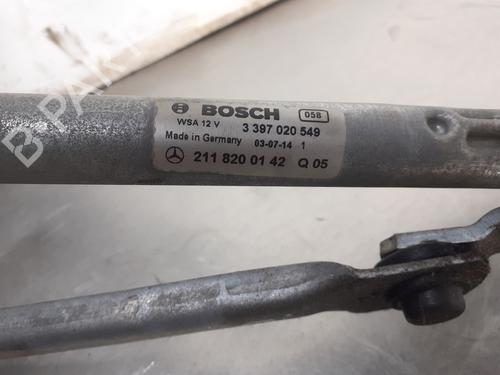 BOSCH 058
WSA 12 V 3 397 020 549
Made in Germany 03-07-14 1
211 820 01 42 Q 05
B-PARTS